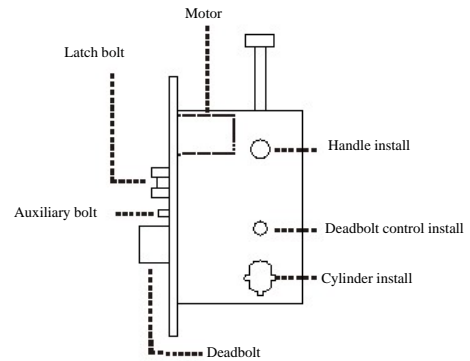 Motor
Latch bolt
Handle install
Auxiliary bolt
Deadbolt control install
Cylinder install
Deadbolt